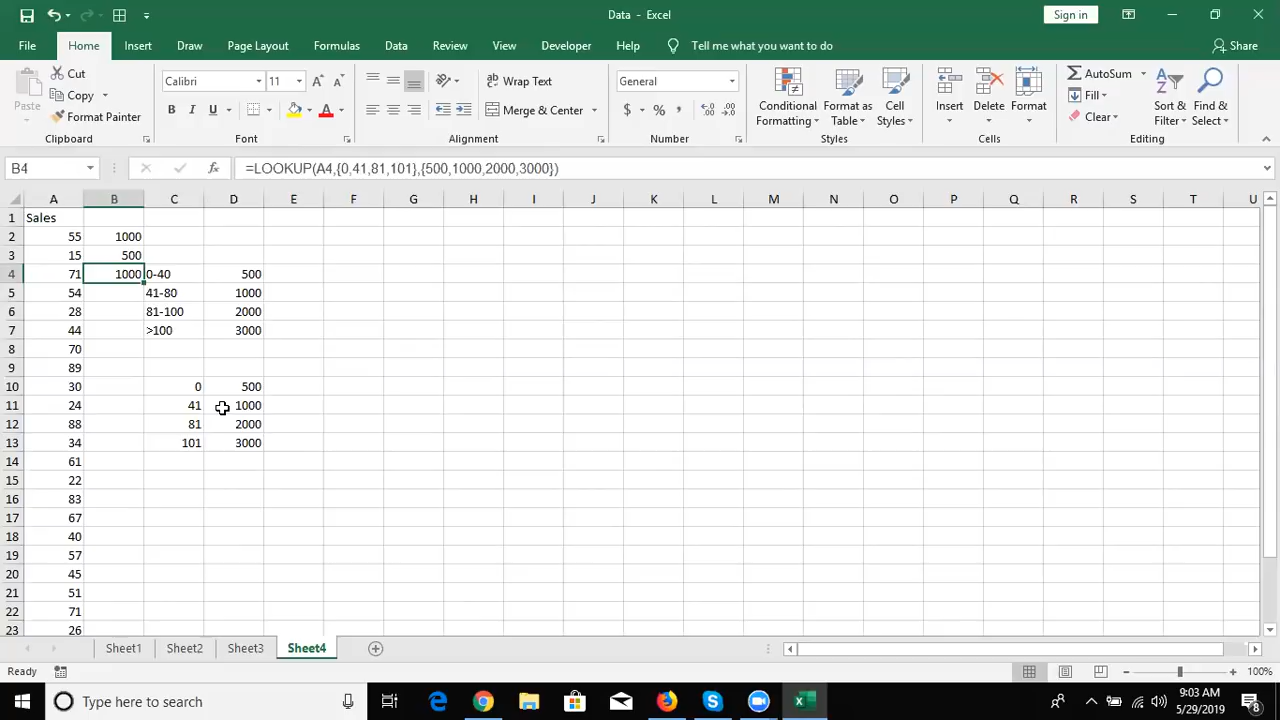 Data - Excel
Sign in
File Home Insert Draw Page Layout Formulas Data Review View Developer Help Tell me what you want to do Share
Paste
Cut
Copy
Format Painter
Clipboard
Calibri 11
B I U
Font
Wrap Text
Merge & Center
Alignment
General
$ % ,
Number
Conditional Formatting
Format as Table
Cell Styles
Styles
Insert
Delete
Format
Cells
AutoSum
Fill
Clear
Sort & Filter
Find & Select
Editing
B4 fx =LOOKUP(A4,{0,41,81,101},{500,1000,2000,3000})
A B C D E F G H I J K L M N O P Q R S T U
1 Sales
2 55 1000
3 15 500
4 71 1000 0-40 500
5 54 41-80 1000
6 28 81-100 2000
7 44 >100 3000
8 70
9 89
10 30 0 500
11 24 41 1000
12 88 81 2000
13 34 101 3000
14 61
15 22
16 83
17 67
18 40
19 57
20 45
21 51
22 71
23 26
Sheet1 Sheet2 Sheet3 Sheet4
Ready
100%
Type here to search
9:03 AM
5/29/2019
8